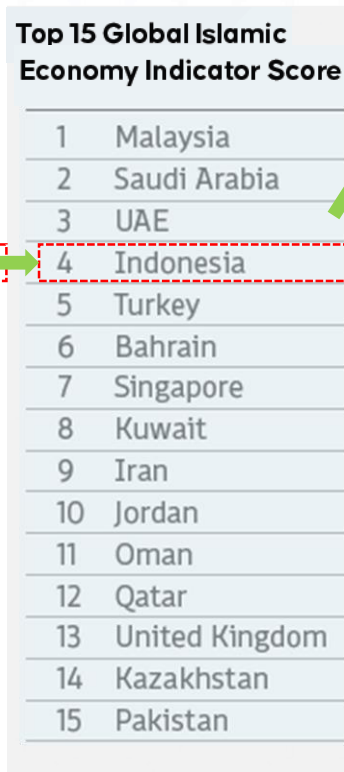 Top 15 Global Islamic
Economy Indicator Score
1 Malaysia
2 Saudi Arabia
3 UAE
4 Indonesia
5 Turkey
6 Bahrain
7 Singapore
8 Kuwait
9 Iran
10 Jordan
11 Oman
12 Qatar
13 United Kingdom
14 Kazakhstan
15 Pakistan